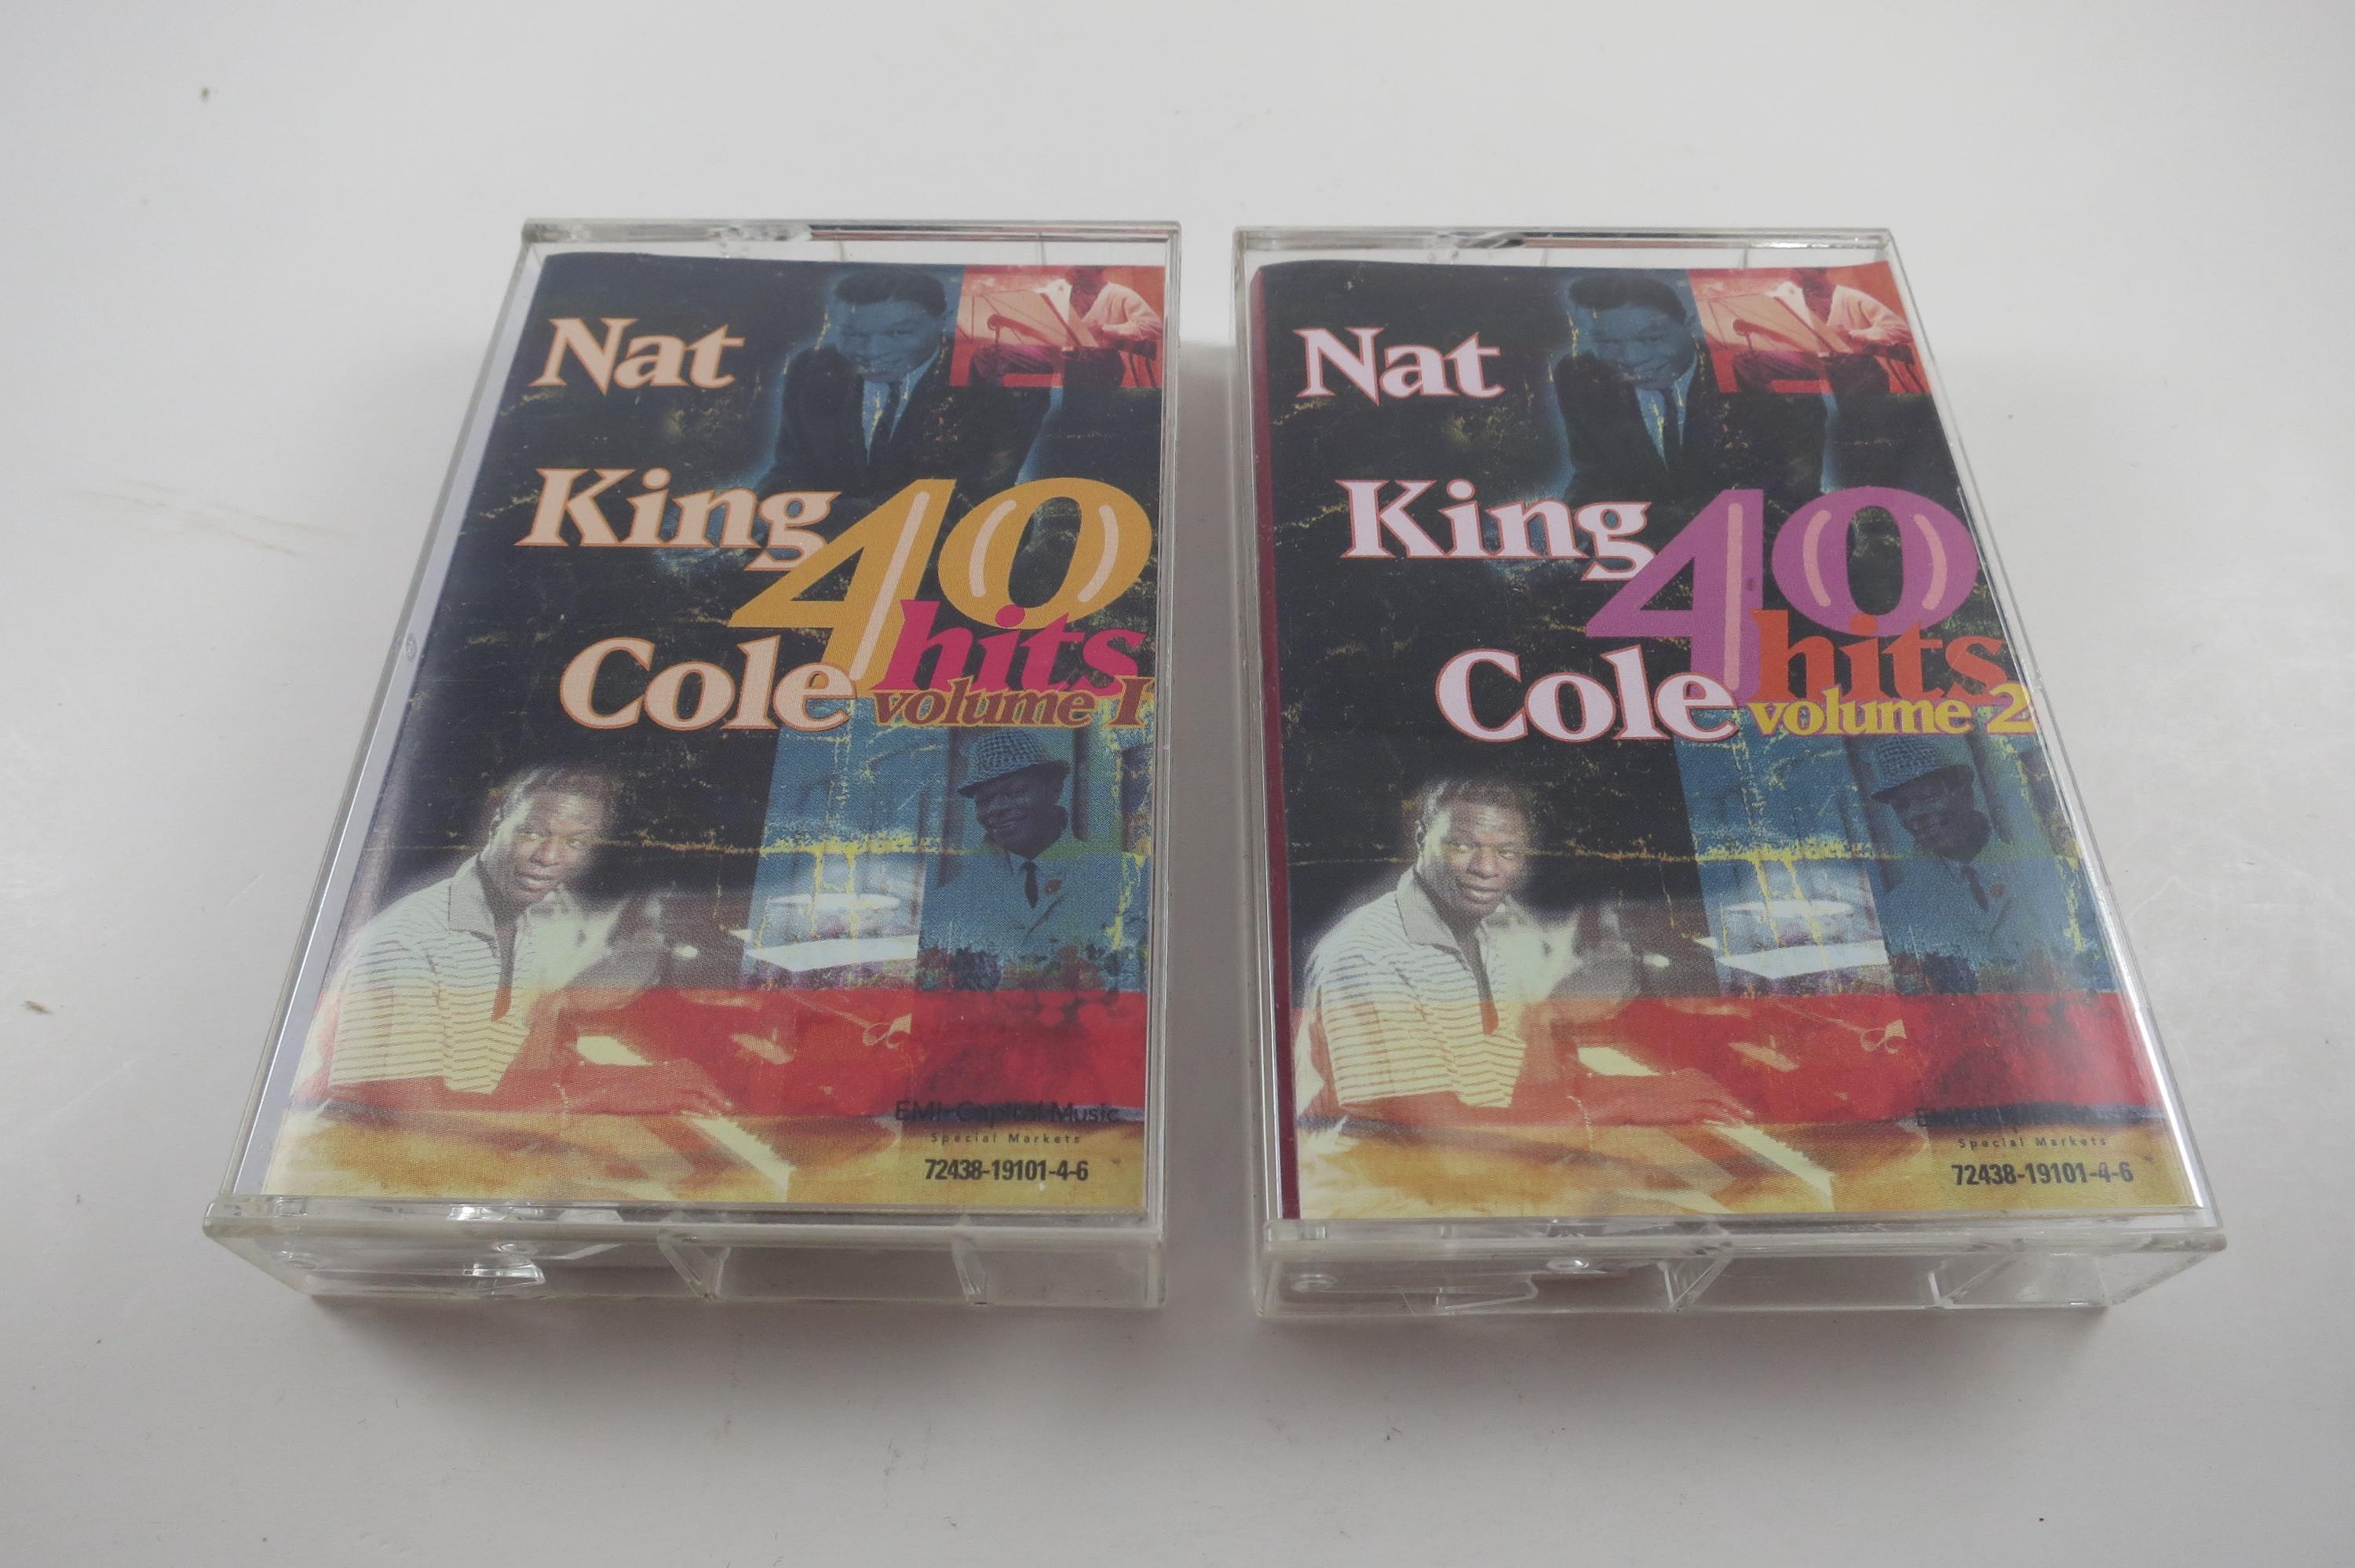 Nat
King
40
hits
Cole
volume 1
EMI-Capitol Music
Special Markets
72438-19101-4-6
Nat
King
40
hits
Cole
volume 2
Special Markets
72438-19101-4-6